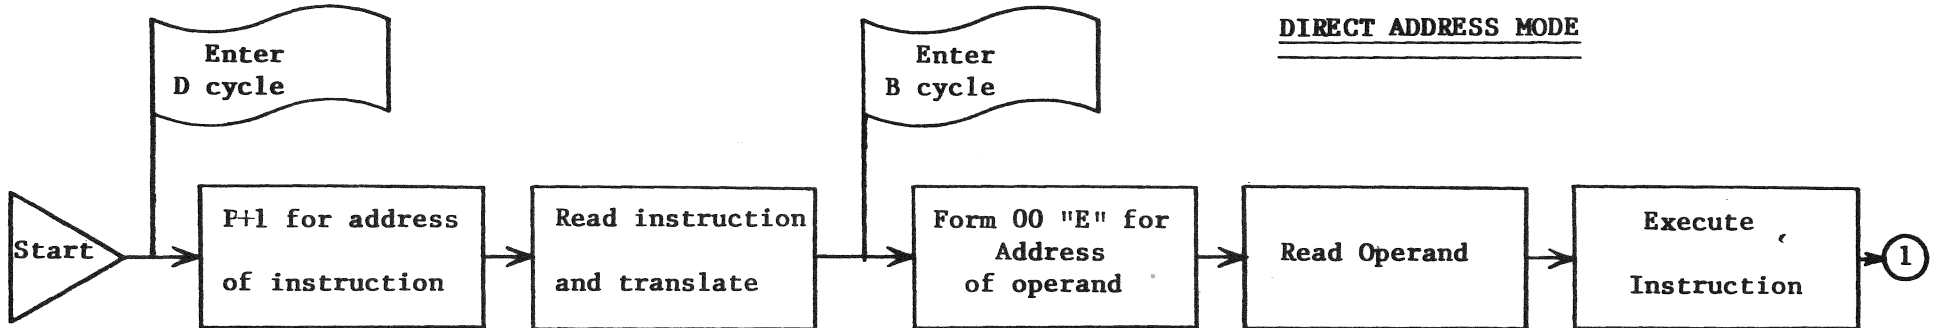 DIRECT ADDRESS MODE
Enter
D cycle
Enter
B cycle
Start
P+1 for address
of instruction
Read instruction
and translate
Form 00 "E" for
Address
of operand
Read Operand
Execute
Instruction
1